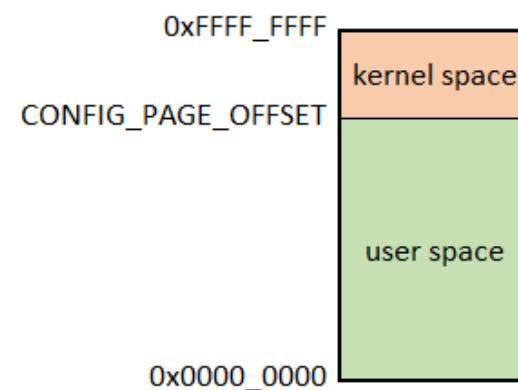 0xFFFF_FFFF
kernel space
CONFIG_PAGE_OFFSET
user space
0x0000_0000